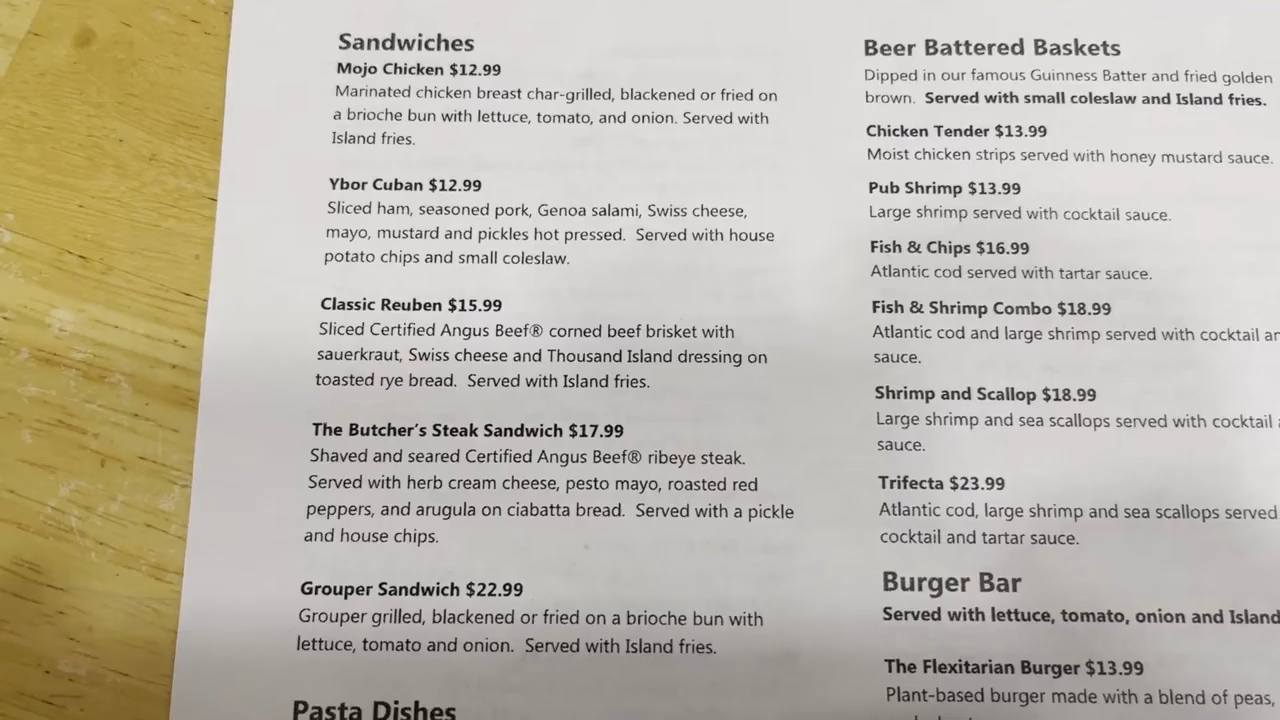 Sandwiches
Mojo Chicken $12.99
Marinated chicken breast char-grilled, blackened or fried on
a brioche bun with lettuce, tomato, and onion. Served with
Island fries.
Ybor Cuban $12.99
Sliced ham, seasoned pork, Genoa salami, Swiss cheese,
mayo, mustard and pickles hot pressed. Served with house
potato chips and small coleslaw.
Classic Reuben $15.99
Sliced Certified Angus Beef® corned beef brisket with
sauerkraut, Swiss cheese and Thousand Island dressing on
toasted rye bread. Served with Island fries.
The Butcher's Steak Sandwich $17.99
Shaved and seared Certified Angus Beef® ribeye steak.
Served with herb cream cheese, pesto mayo, roasted red
peppers, and arugula on ciabatta bread. Served with a pickle
and house chips.
Grouper Sandwich $22.99
Grouper grilled, blackened or fried on a brioche bun with
lettuce, tomato and onion. Served with Island fries.
Pasta Dishes
Beer Battered Baskets
Dipped in our famous Guinness Batter and fried golden
brown. Served with small coleslaw and Island fries.
Chicken Tender $13.99
Moist chicken strips served with honey mustard sauce.
Pub Shrimp $13.99
Large shrimp served with cocktail sauce.
Fish & Chips $16.99
Atlantic cod served with tartar sauce.
Fish & Shrimp Combo $18.99
Atlantic cod and large shrimp served with cocktail
sauce.
Shrimp and Scallop $18.99
Large shrimp and sea scallops served with cocktail
sauce.
Trifecta $23.99
Atlantic cod, large shrimp and sea scallops served
cocktail and tartar sauce.
Burger Bar
Served with lettuce, tomato, onion and Island
The Flexitarian Burger $13.99
Plant-based burger made with a blend of peas,